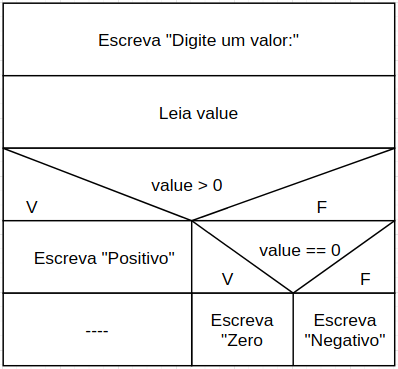 Escreva "Digite um valor:"
Leia value
value > 0
V
F
Escreva "Positivo"
value == 0
V
F
----
Escreva
"Zero
Escreva
"Negativo"